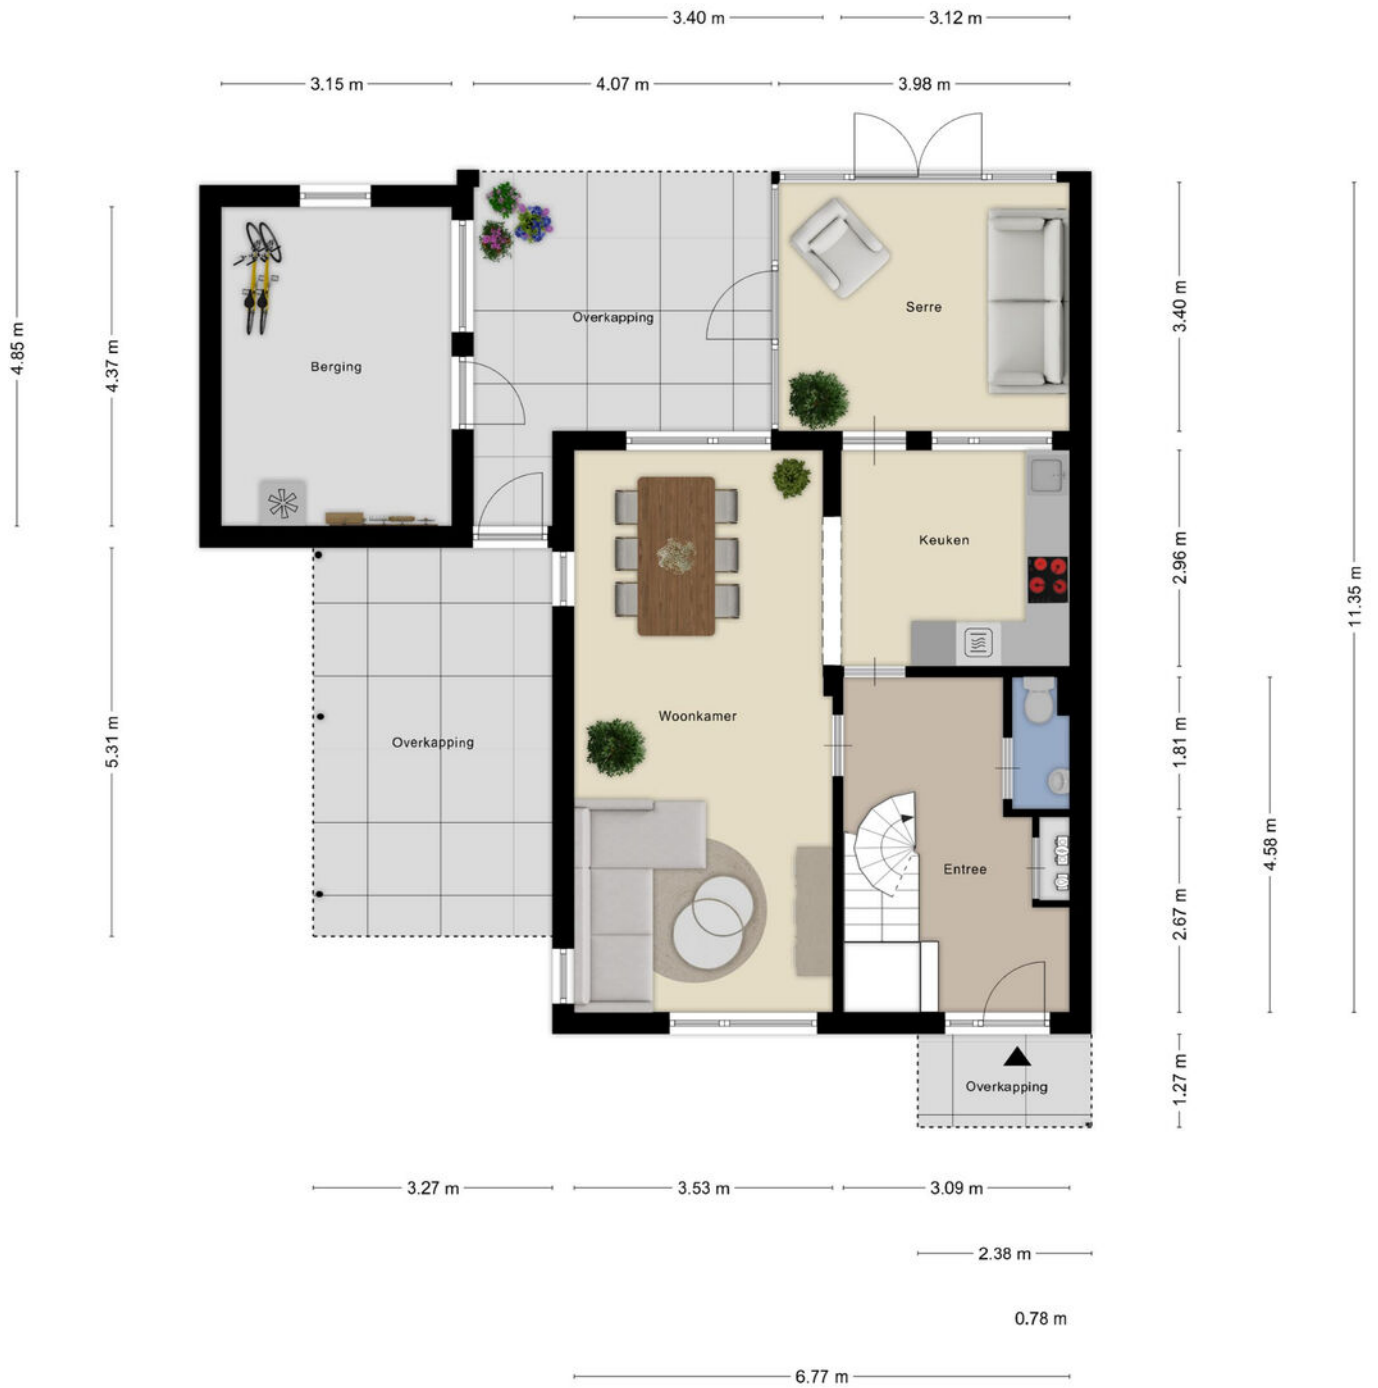 3.40 m
3.12 m
3.15 m
4.07 m
3.98 m
4.85 m
4.37 m
5.31 m
Berging
Overkapping
Serre
Keuken
Woonkamer
Overkapping
Entree
Overkapping
3.40 m
2.96 m
1.81 m
2.67 m
1.27 m
4.58 m
11.35 m
3.27 m
3.53 m
3.09 m
2.38 m
0.78 m
6.77 m